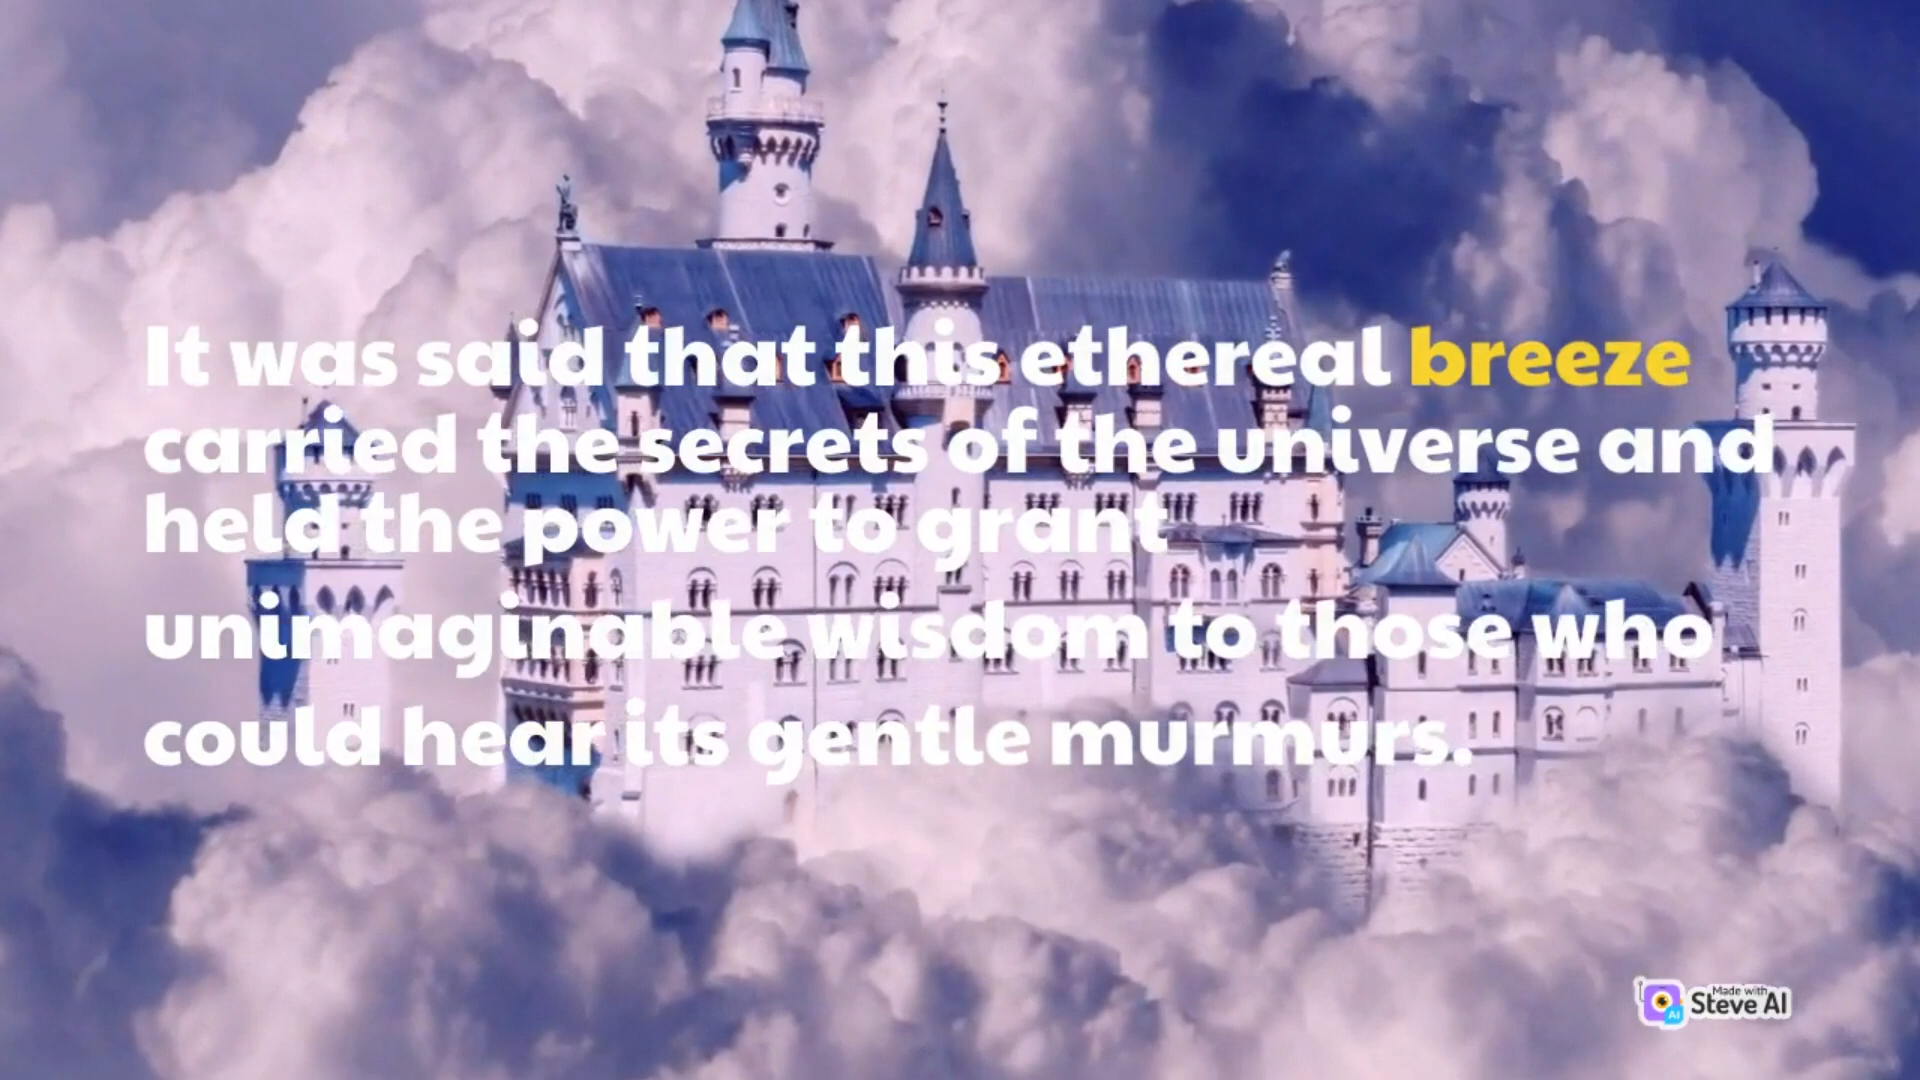 It was said that this ethereal breeze
carried the secrets of the universe and
held the power to grant
unimaginable wisdom to those who
could hear its gentle murmurs.
Made with
Steve AI
AI